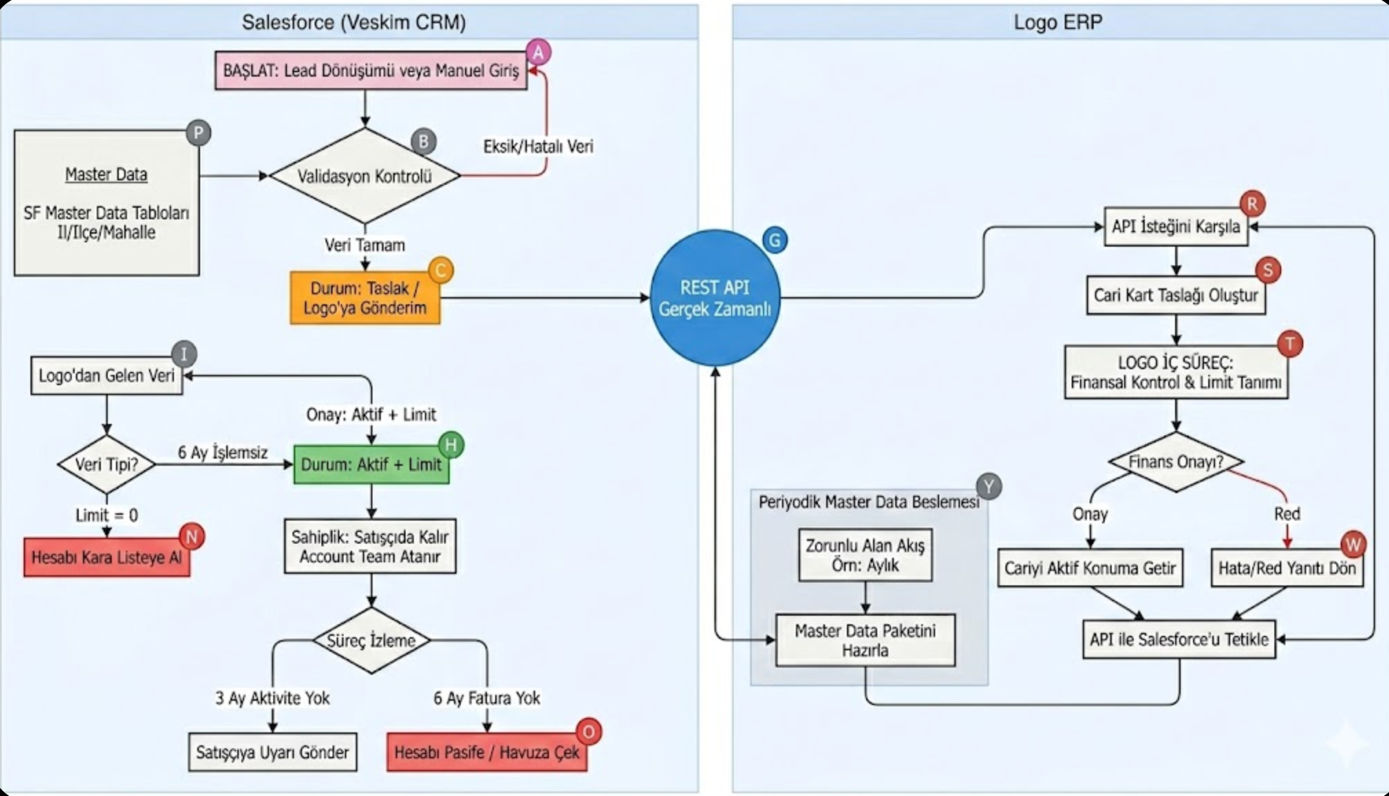 Salesforce (Veskim CRM)
A
BAŞLAT: Lead Dönüşümü veya Manuel Giriş
P
Master Data
SF Master Data Tabloları
Il/Ilçe/Mahalle
B
Validasyon Kontrolü
Eksik/Hatalı Veri
Veri Tamam
C
Durum: Taslak /
Logo'ya Gönderim
I
Logo'dan Gelen Veri
Onay: Aktif + Limit
Veri Tipi?
6 Ay İşlemsiz
H
Durum: Aktif + Limit
Limit = 0
N
Hesabı Kara Listeye Al
Sahiplik: Satışçıda Kalır
Account Team Atanır
Süreç İzleme
3 Ay Aktivite Yok
6 Ay Fatura Yok
Satışçıya Uyarı Gönder
O
Hesabı Pasife / Havuza Çek
G
REST API
Gerçek Zamanlı
Logo ERP
R
API İsteğini Karşıla
S
Cari Kart Taslağı Oluştur
T
LOGO İÇ SÜREÇ:
Finansal Kontrol & Limit Tanımı
Finans Onayı?
Onay
Red
Cariyi Aktif Konuma Getir
W
Hata/Red Yanıtı Dön
API ile Salesforce'u Tetikle
Y
Periyodik Master Data Beslemesi
Zorunlu Alan Akış
Örn: Aylık
Master Data Paketini
Hazırla